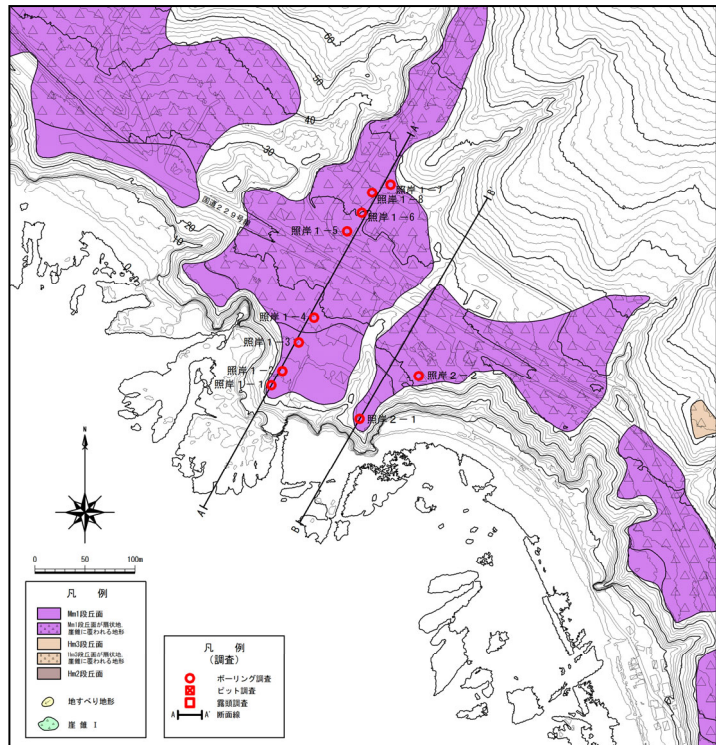 60
50
40
30
20
10
国道229号線
A'
B'
照岸1-7
照岸1-8
照岸1-6
照岸1-5
照岸1-4
照岸1-3
照岸1-2
照岸1-1
照岸2-2
照岸2-1
A
B
N
0 50 100m
凡 例
Mm1段丘面
Mm1段丘面が扇状地,
崖錐に覆われる地形
Hm3段丘面
Hm3段丘面が扇状地,
崖錐に覆われる地形
Hm2段丘面
地すべり地形
崖錐 I
凡 例
(調査)
ボーリング調査
ピット調査
露頭調査
A A' 断面線